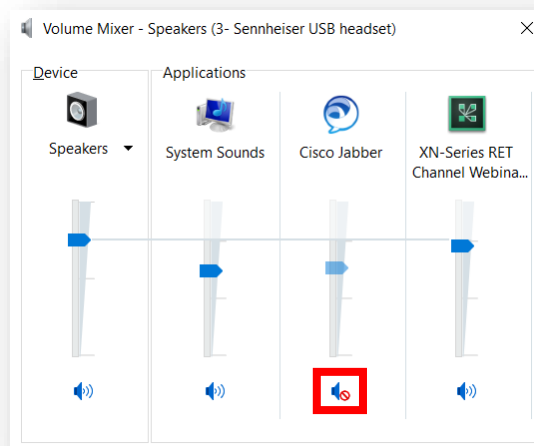 Volume Mixer - Speakers (3- Sennheiser USB headset)
Device
Applications
Speakers
System Sounds
Cisco Jabber
XN-Series RET
Channel Webina...